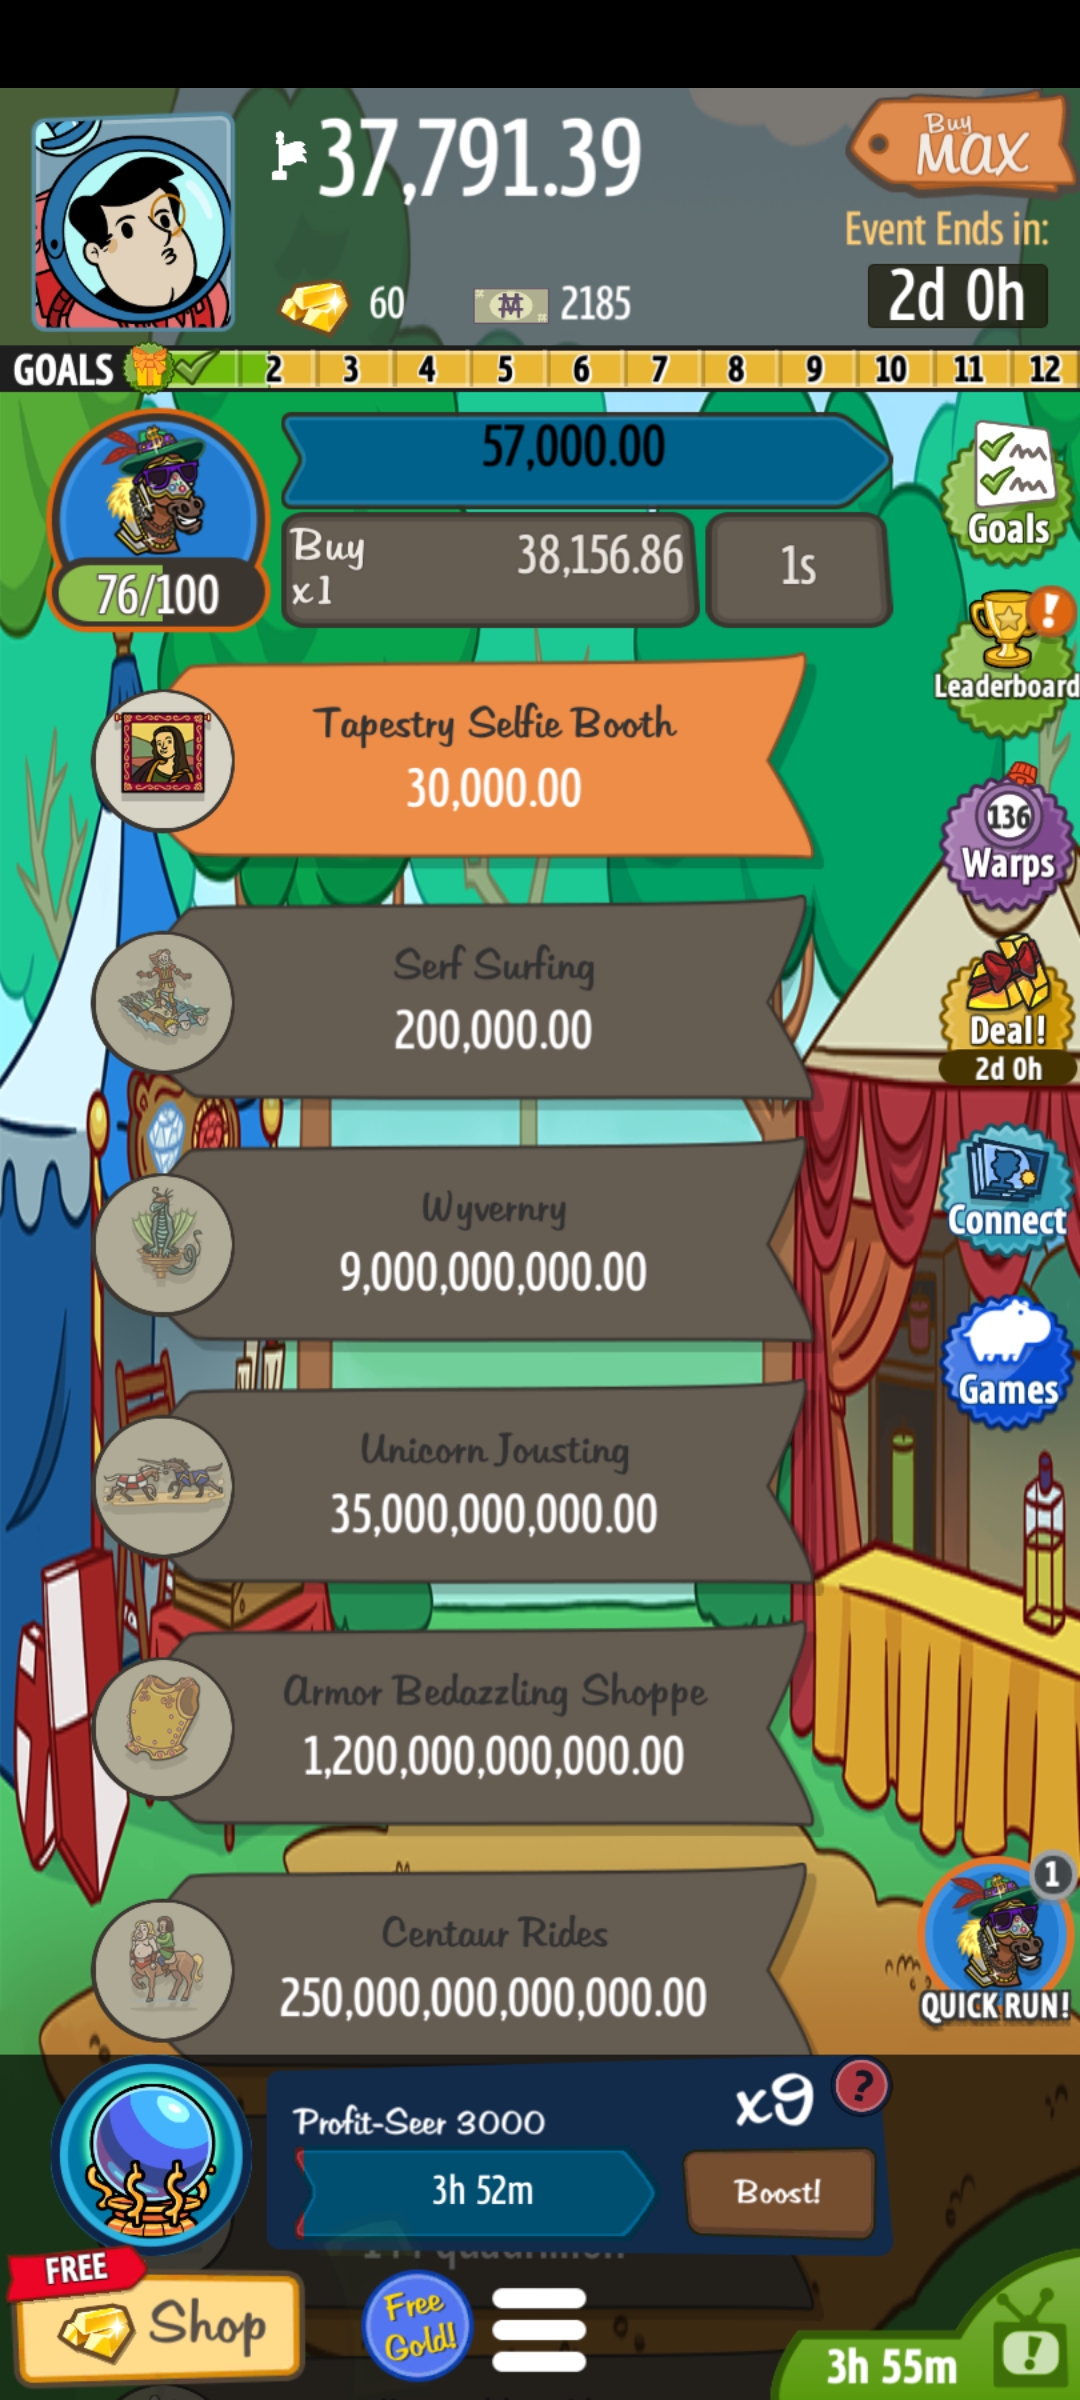 37,791.39
Buy
MAX
Event Ends in:
2d 0h
60
2185
GOALS
2 3 4 5 6 7 8 9 10 11 12
57,000.00
Buy
x1
38,156.86
1s
76/100
Goals
!
Leaderboard
Tapestry Selfie Booth
30,000.00
136
Warps
Serf Surfing
200,000.00
Deal!
2d 0h
Wyvernry
9,000,000,000.00
Connect
Games
Unicorn Jousting
35,000,000,000.00
Armor Bedazzling Shoppe
1,200,000,000,000.00
Centaur Rides
250,000,000,000,000.00
1
QUICK RUN!
Profit-Seer 3000
x9
?
3h 52m
Boost!
FREE
Shop
Free
Gold!
3h 55m
!